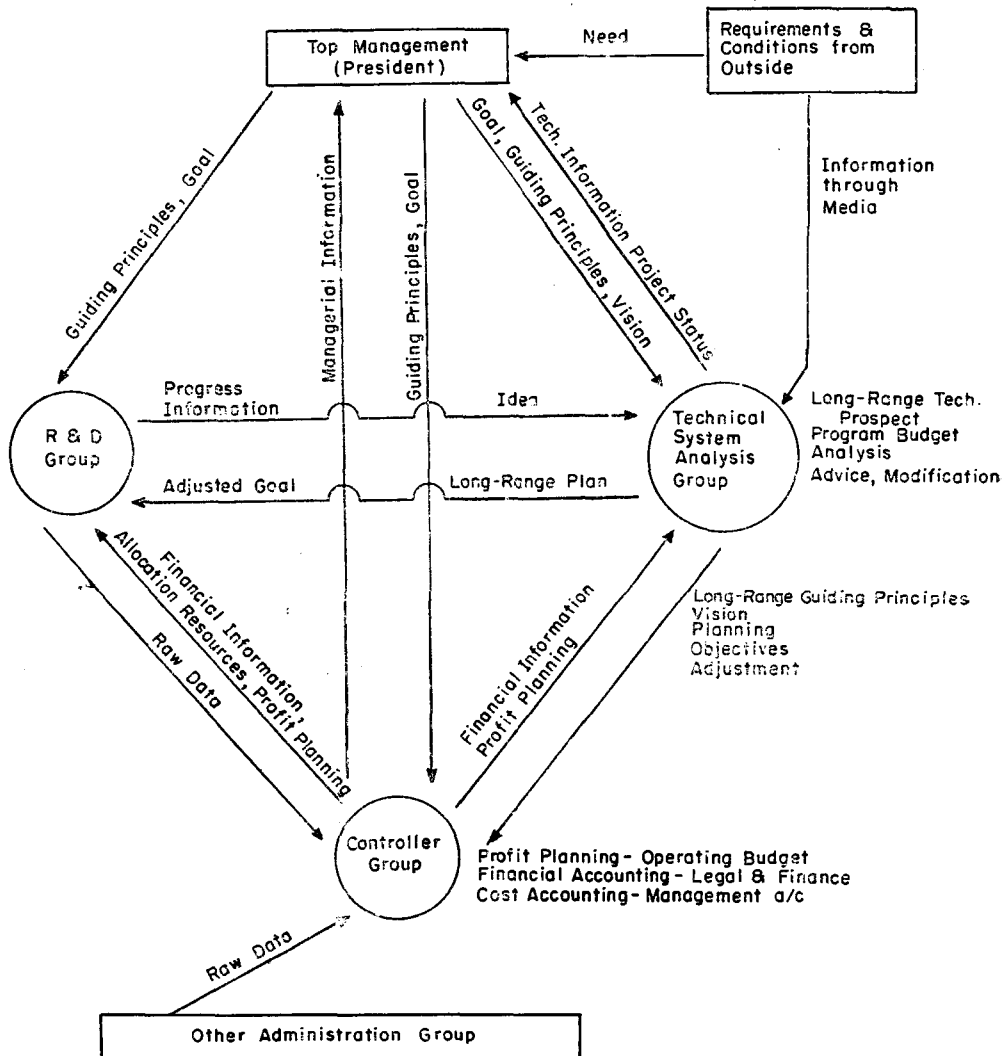 Top Management
(President)
Need
Requirements &
Conditions from
Outside
Information
through
Media
Guiding Principles, Goal
Managerial Information
Guiding Principles, Goal
Goal, Guiding Principles, Vision
Tech. Information Project Status
R & D
Group
Progress
Information
Idea
Technical
System
Analysis
Group
Long-Range Tech.
Prospect
Program Budget
Analysis
Advice, Modification
Adjusted Goal
Long-Range Plan
Financial Information,
Allocation Resources, Profit Planning
Raw Data
Financial Information
Profit Planning
Long-Range Guiding Principles
Vision
Planning
Objectives
Adjustment
Controller
Group
Profit Planning - Operating Budget
Financial Accounting - Legal & Finance
Cost Accounting - Management a/c
Raw Data
Other Administration Group